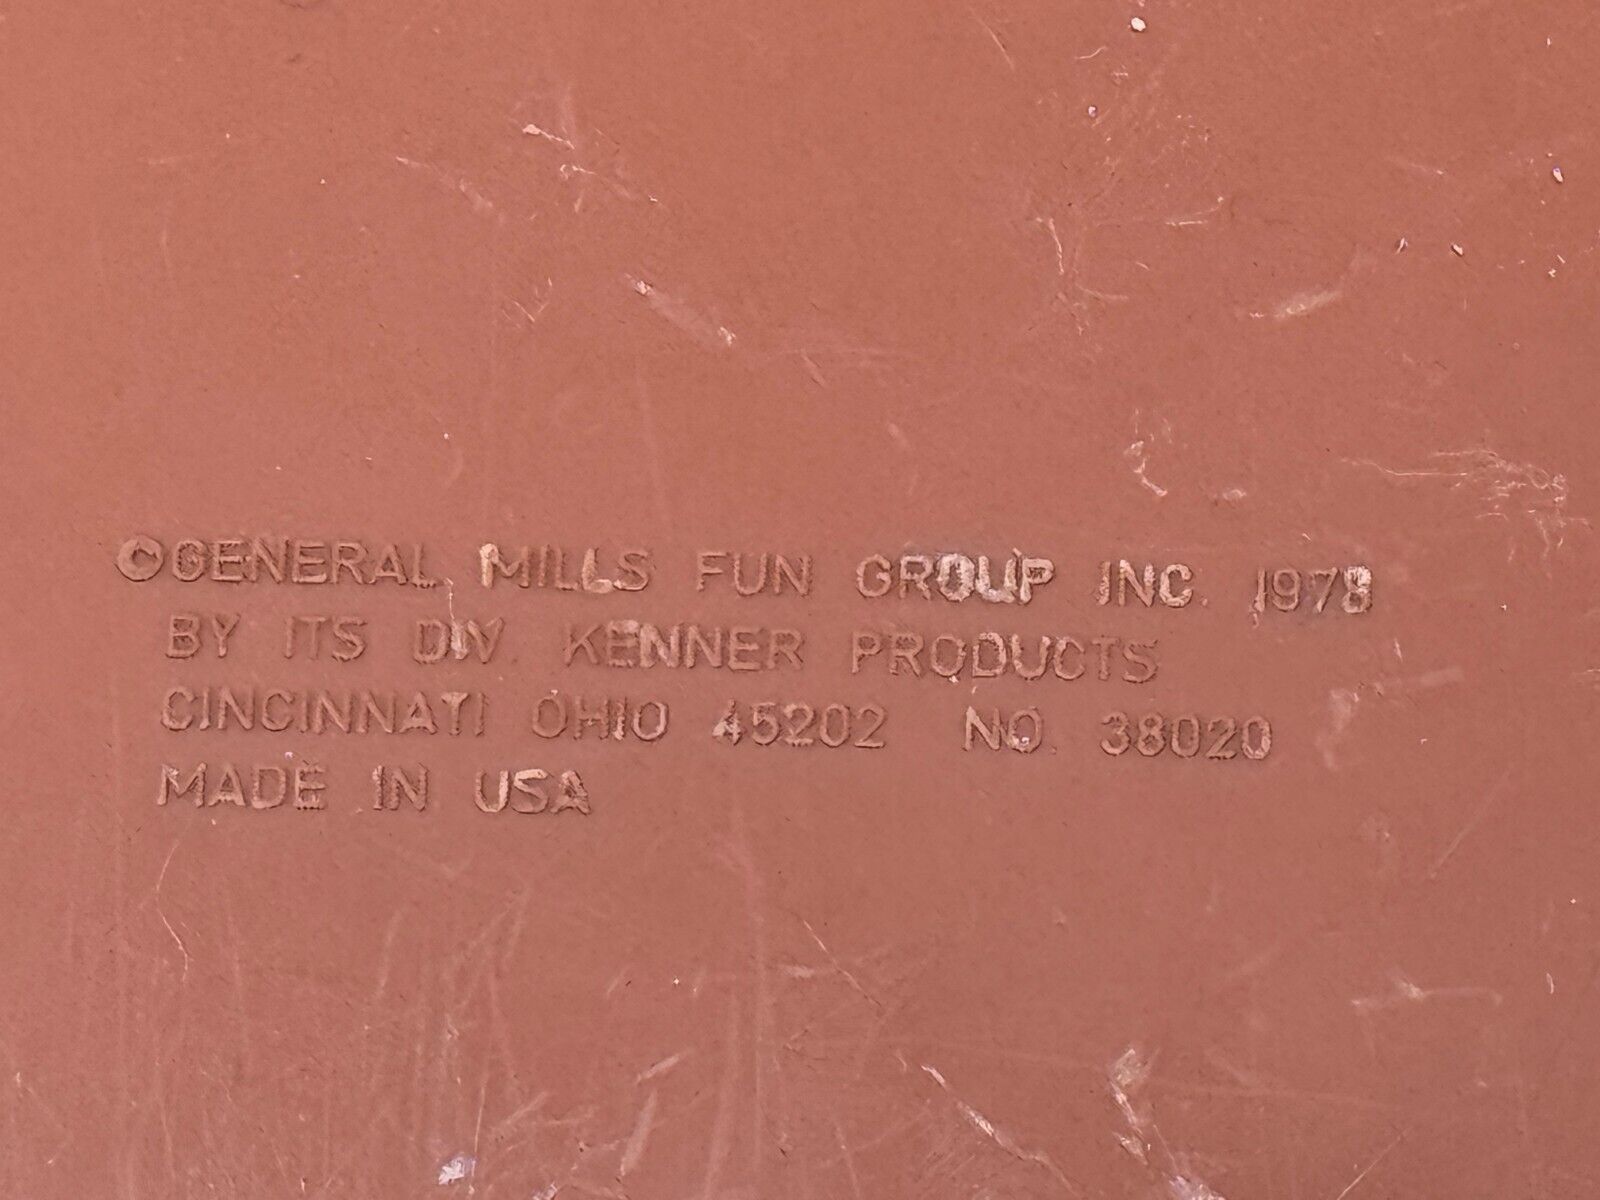 ©GENERAL MILLS FUN GROUP INC. 1978
BY ITS DIV. KENNER PRODUCTS
CINCINNATI OHIO 45202 NO. 38020
MADE IN USA